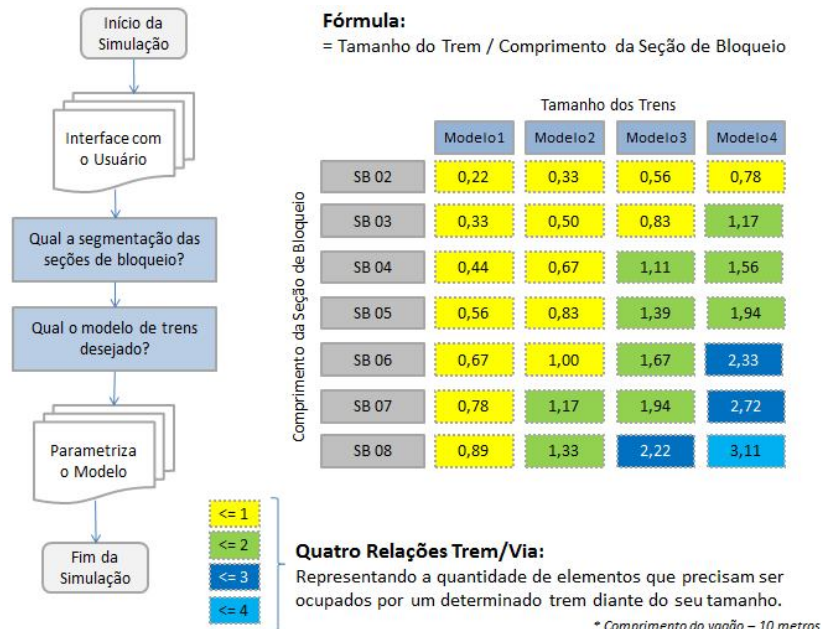 Início da
Simulação
Interface com
o Usuário
Qual a segmentação das
seções de bloqueio?
Qual o modelo de trens
desejado?
Parametriza
o Modelo
Fim da
Simulação
Fórmula:
= Tamanho do Trem / Comprimento da Seção de Bloqueio
Tamanho dos Trens
Modelo1 Modelo2 Modelo3 Modelo4
Comprimento da Seção de Bloqueio
SB 02 0,22 0,33 0,56 0,78
SB 03 0,33 0,50 0,83 1,17
SB 04 0,44 0,67 1,11 1,56
SB 05 0,56 0,83 1,39 1,94
SB 06 0,67 1,00 1,67 2,33
SB 07 0,78 1,17 1,94 2,72
SB 08 0,89 1,33 2,22 3,11
<= 1
<= 2
<= 3
<= 4
Quatro Relações Trem/Via:
Representando a quantidade de elementos que precisam ser
ocupados por um determinado trem diante do seu tamanho.
* Comprimento do vagão – 10 metros